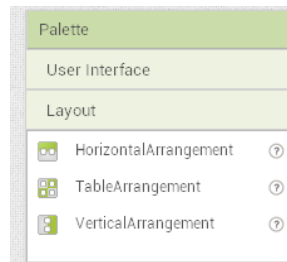 Palette
User Interface
Layout
HorizontalArrangement ?
TableArrangement ?
VerticalArrangement ?